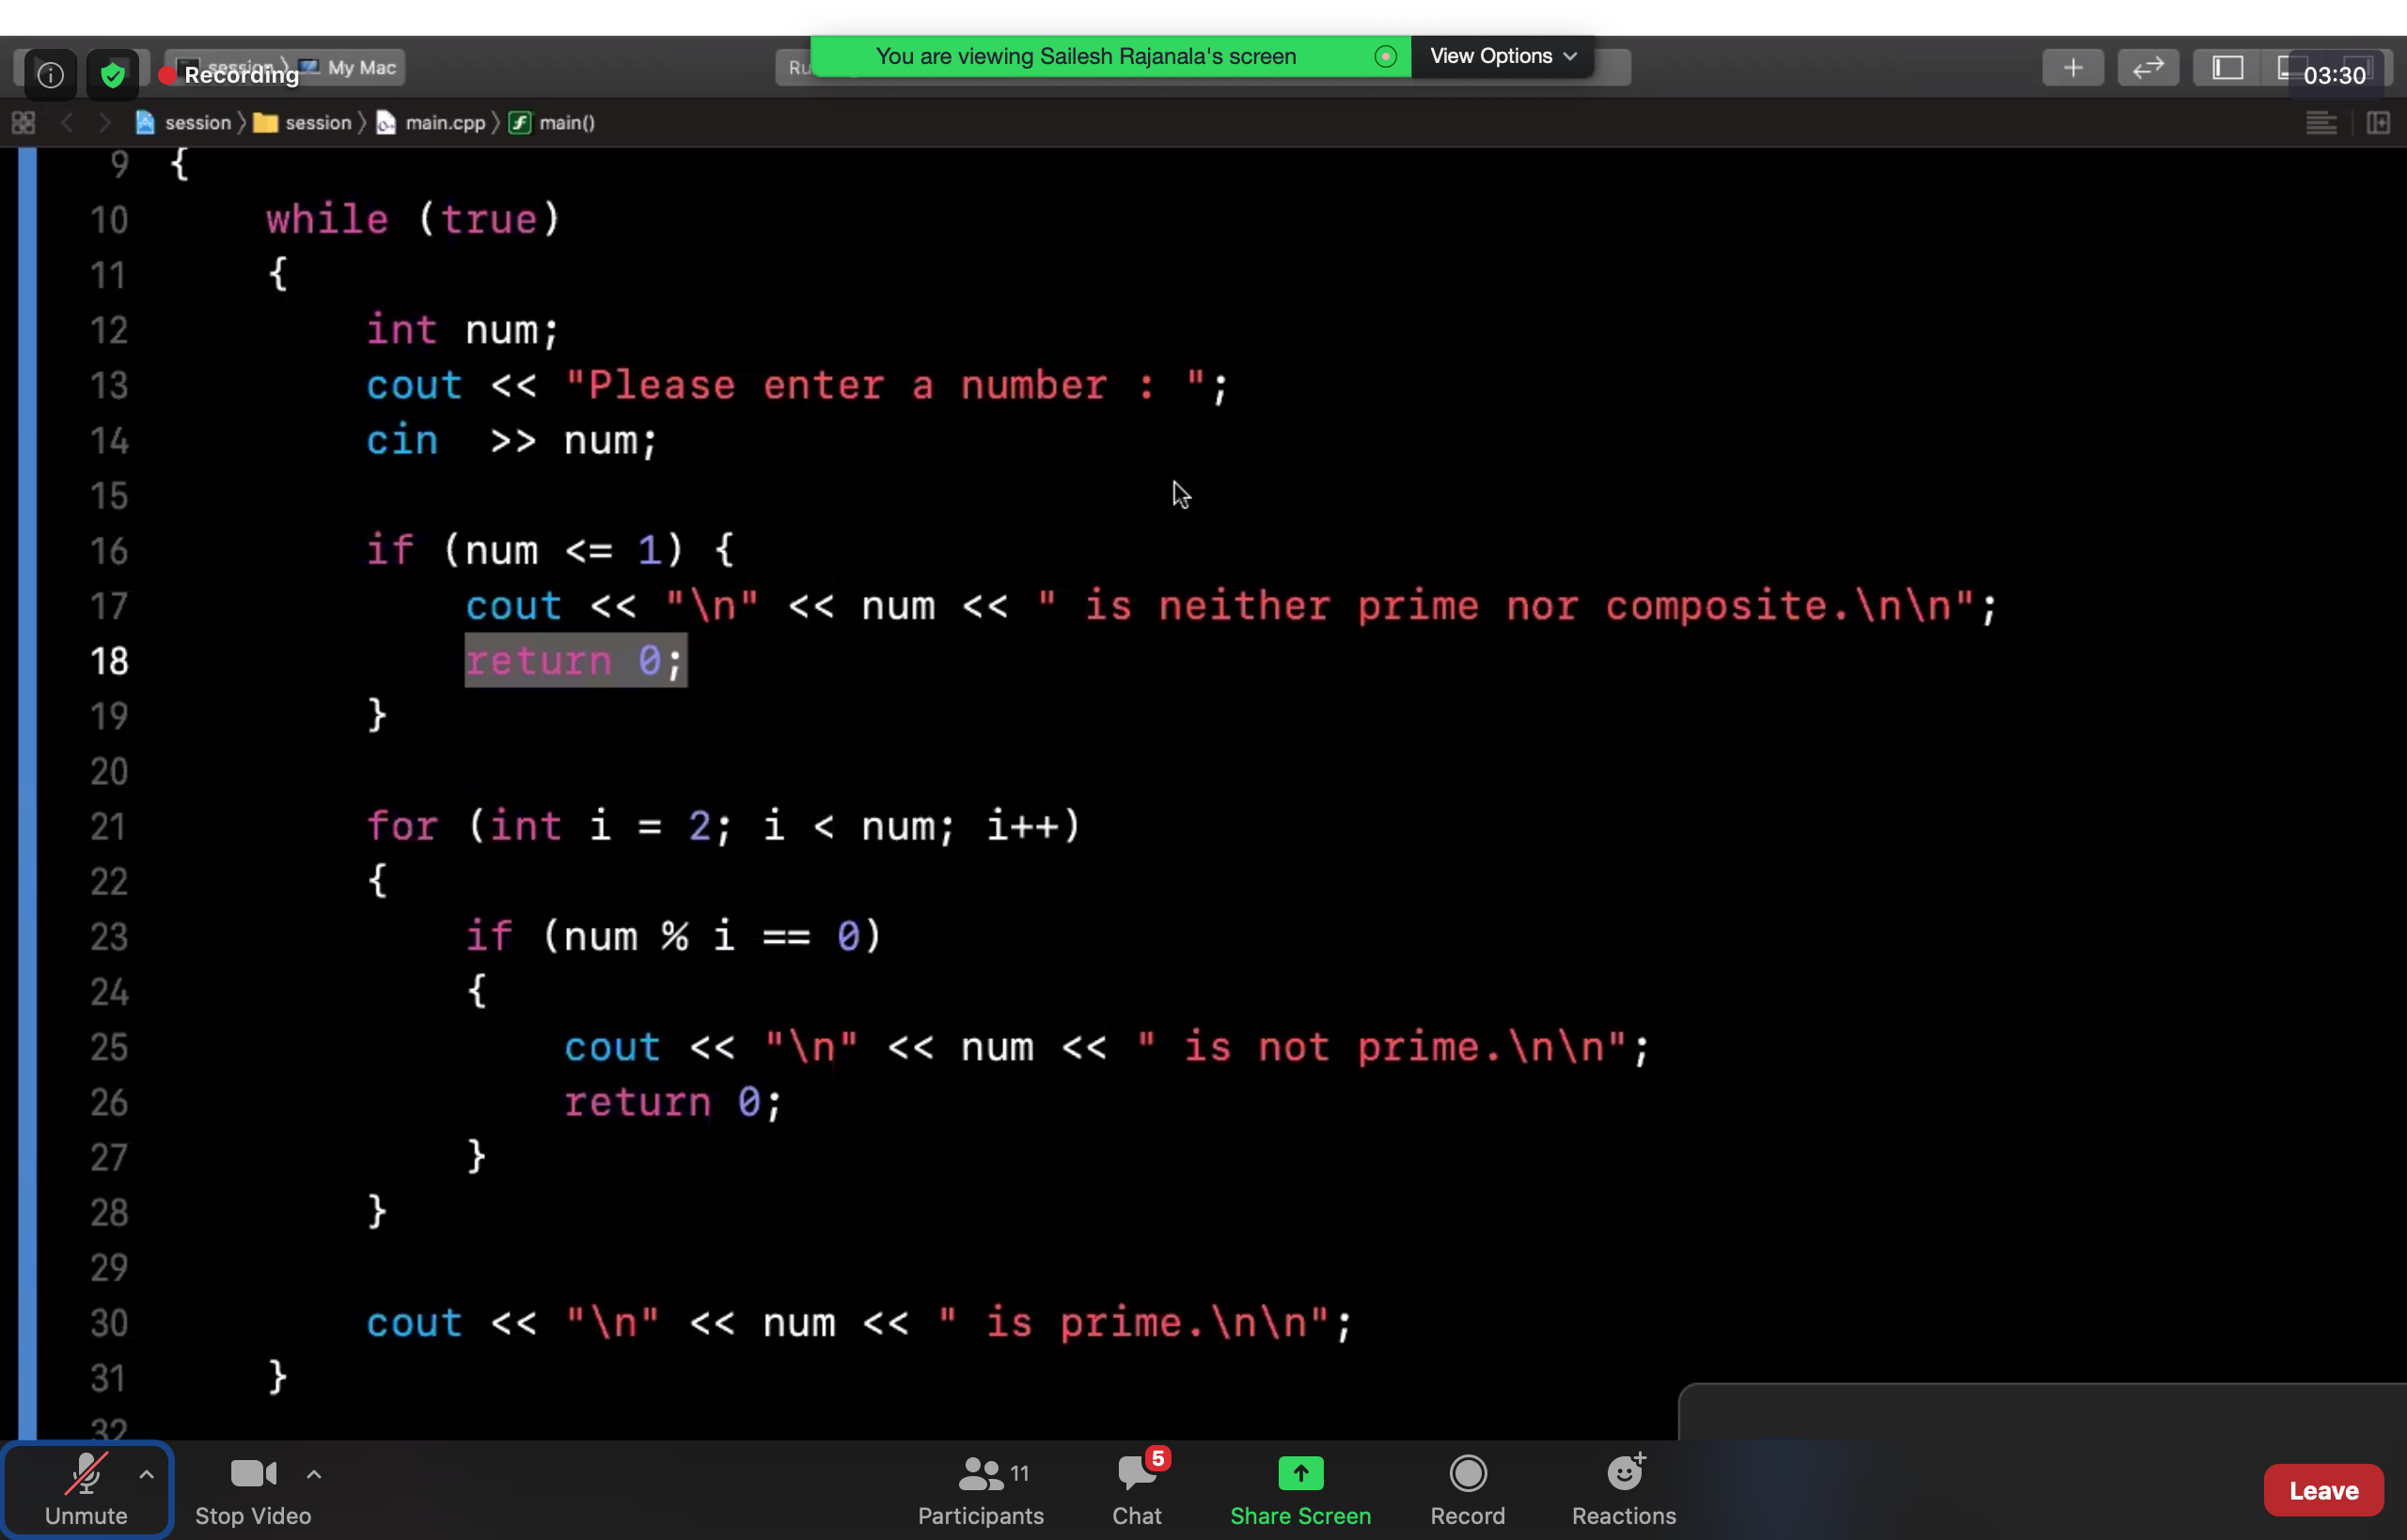 You are viewing Sailesh Rajanala's screen
View Options
Recording
session
My Mac
Ru
03:30
session
session
main.cpp
main()
9 {
10 while (true)
11 {
12 int num;
13 cout << "Please enter a number : ";
14 cin  >> num;
15
16 if (num <= 1) {
17 cout << "\n" << num << " is neither prime nor composite.\n\n";
18 return 0;
19 }
20
21 for (int i = 2; i < num; i++)
22 {
23 if (num % i == 0)
24 {
25 cout << "\n" << num << " is not prime.\n\n";
26 return 0;
27 }
28 }
29
30 cout << "\n" << num << " is prime.\n\n";
31 }
32
Unmute
Stop Video
11
Participants
5
Chat
Share Screen
Record
Reactions
Leave